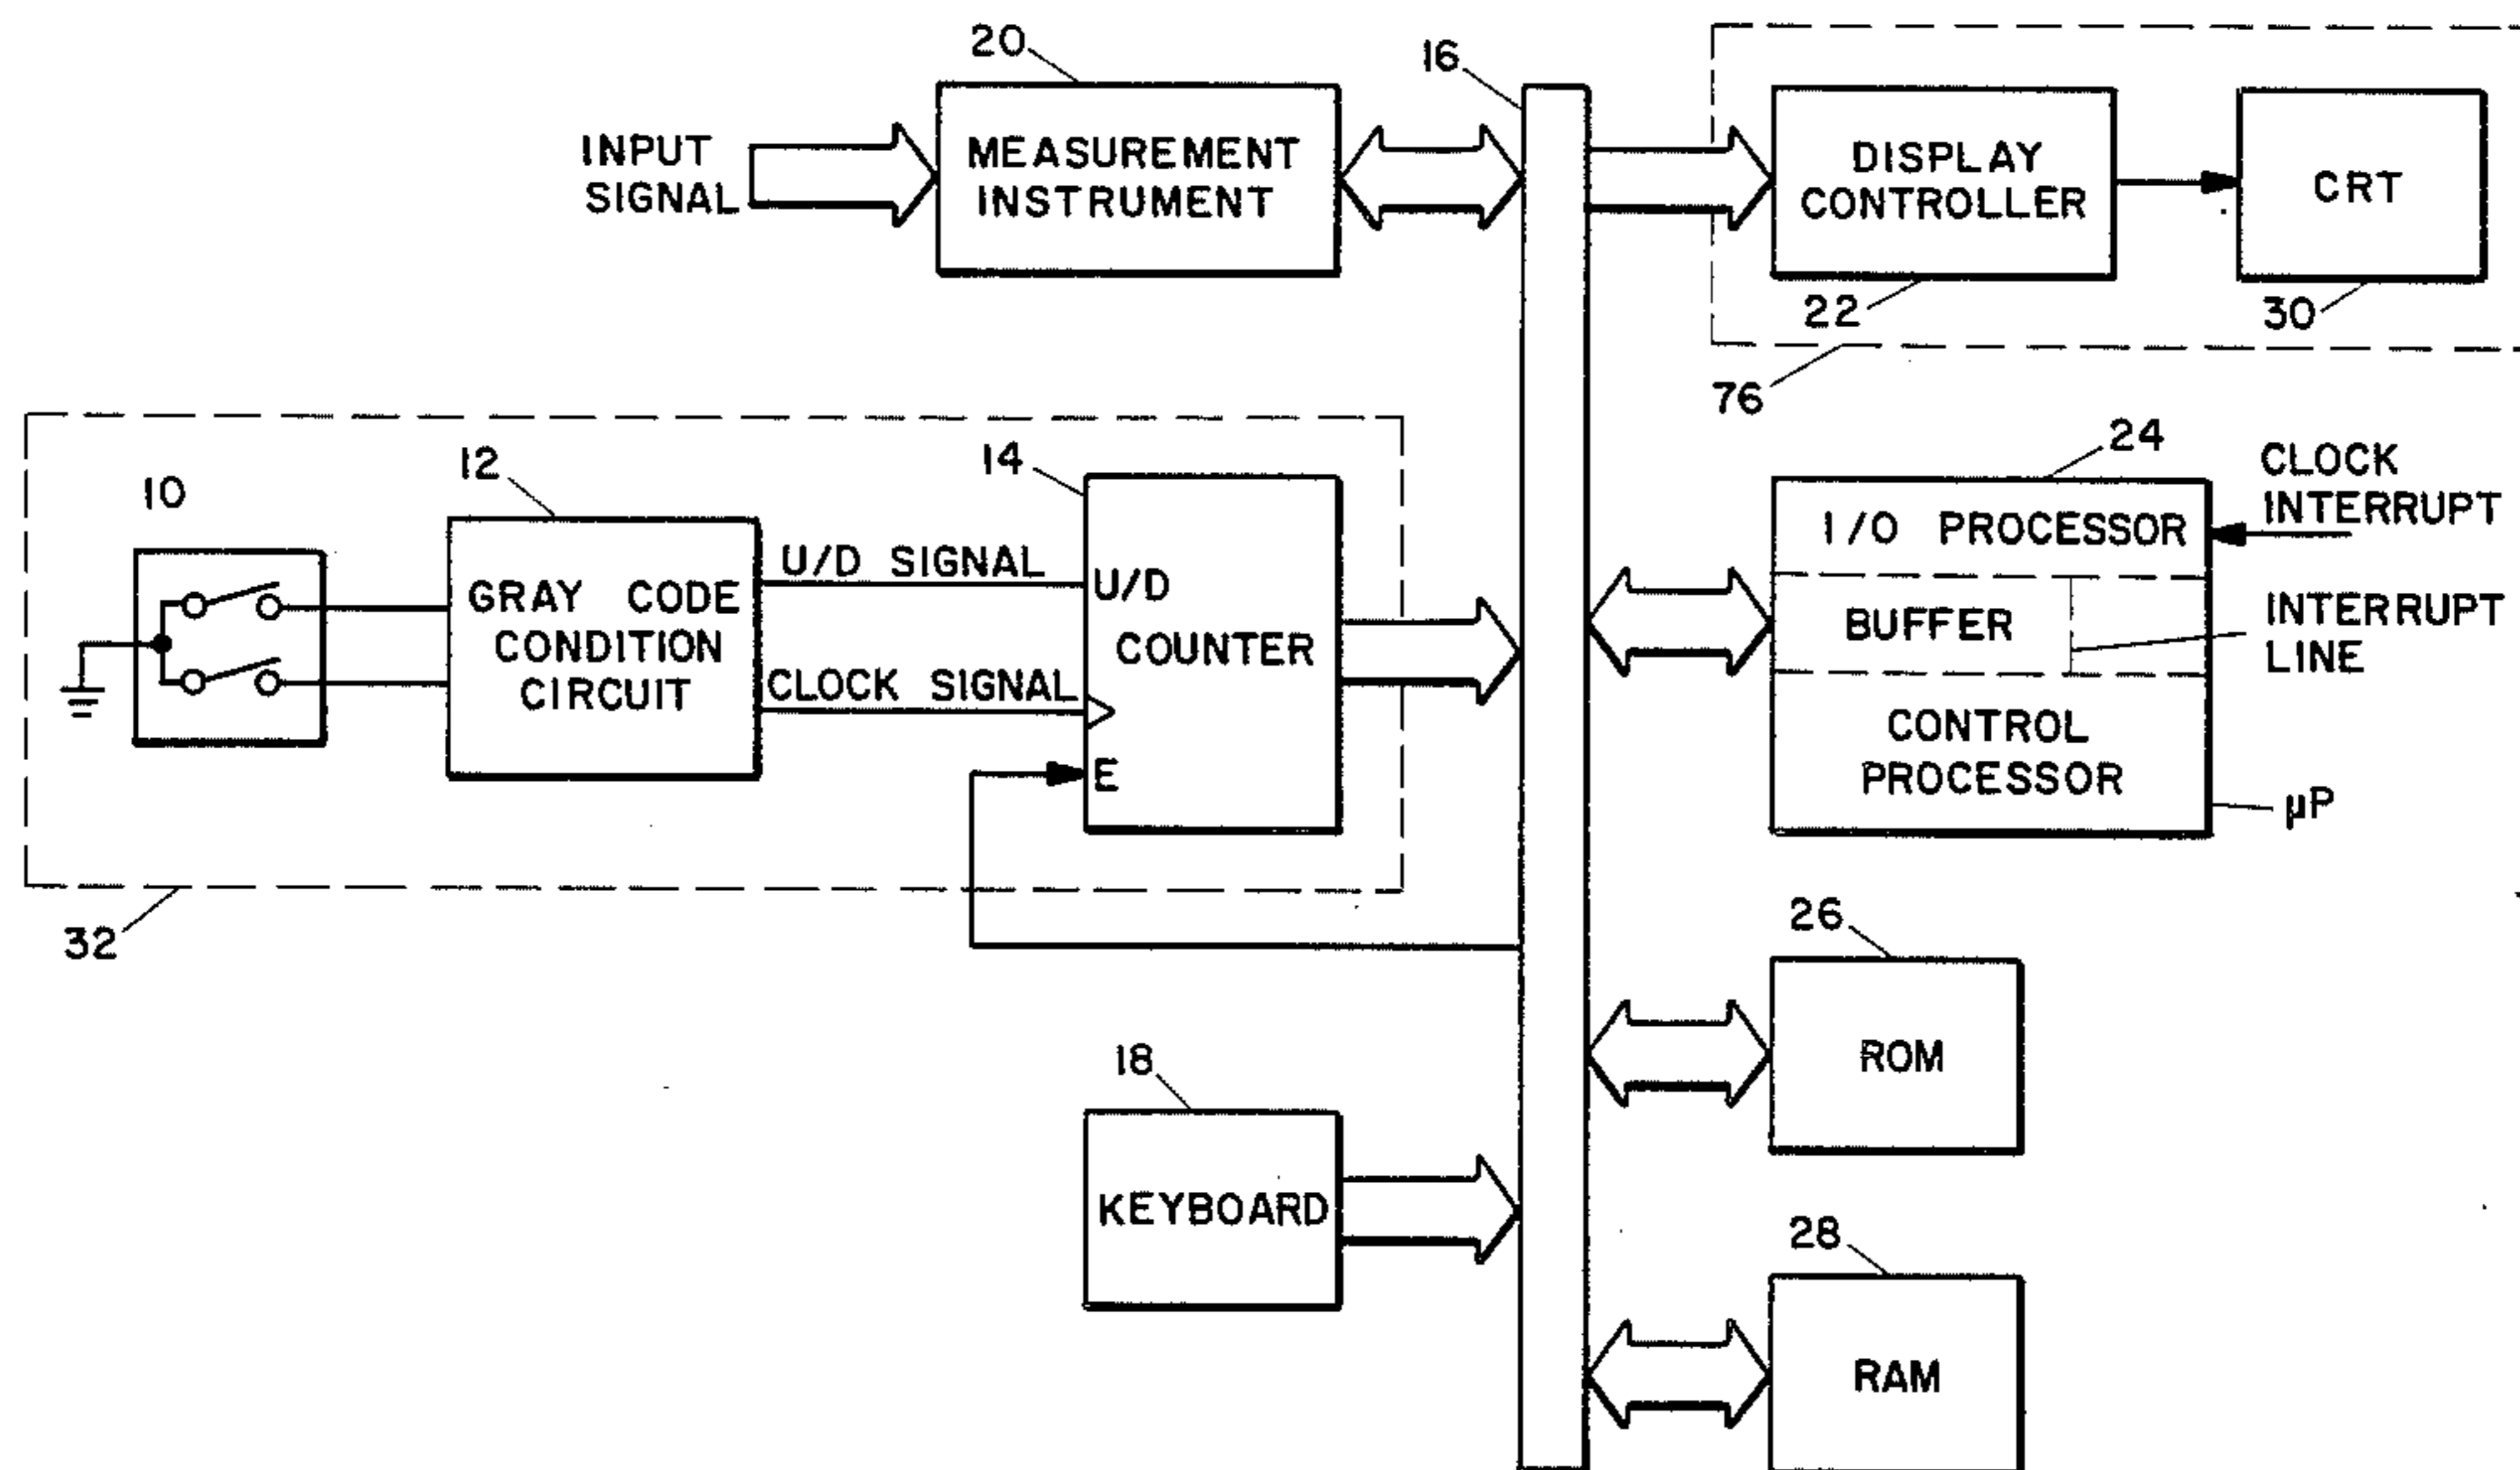 20
16
INPUT
SIGNAL
MEASUREMENT
INSTRUMENT
DISPLAY
CONTROLLER
CRT
22
30
76
10
12
14
24
CLOCK
INTERRUPT
GRAY CODE
CONDITION
CIRCUIT
U/D SIGNAL
CLOCK SIGNAL
U/D
COUNTER
E
I/O PROCESSOR
BUFFER
INTERRUPT
LINE
CONTROL
PROCESSOR
μP
32
26
ROM
18
KEYBOARD
28
RAM